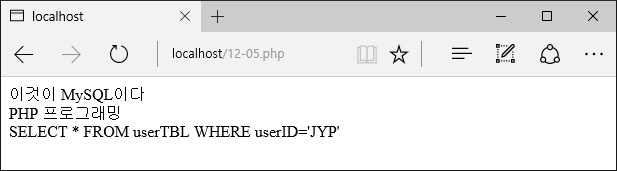 localhost
localhost/12-05.php
이것이 MySQL이다
PHP 프로그래밍
SELECT * FROM userTBL WHERE userID='JYP'